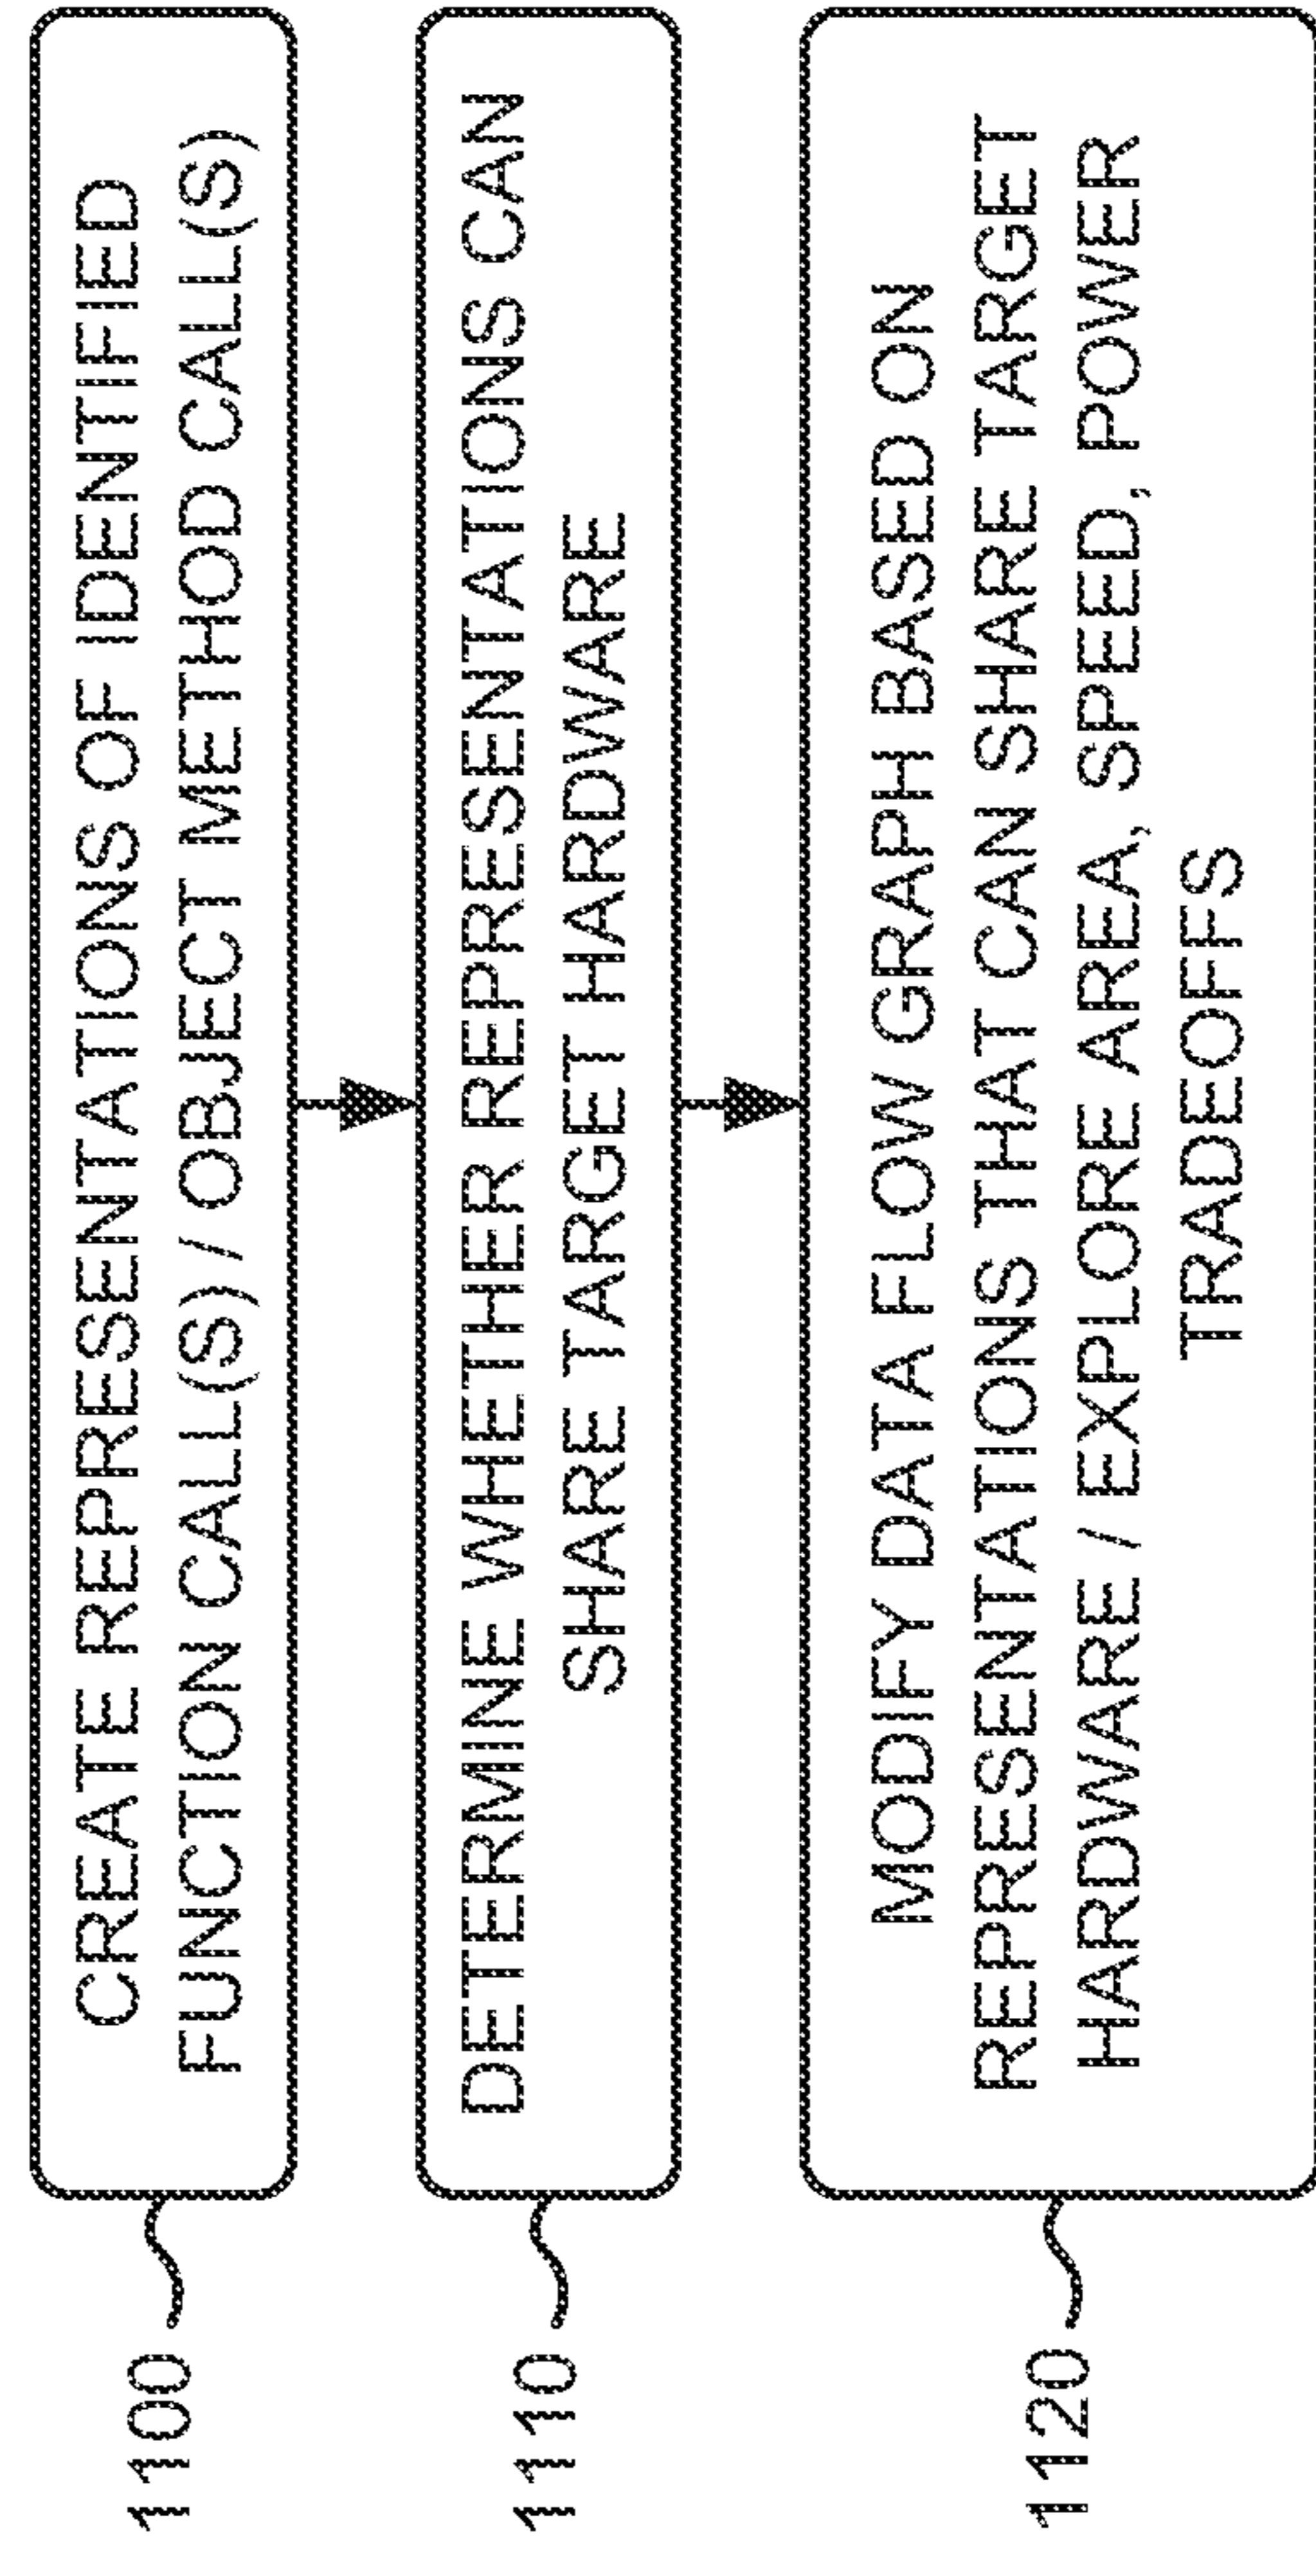 1100
CREATE REPRESENTATIONS OF IDENTIFIED
FUNCTION CALL(S) / OBJECT METHOD CALL(S)
1110
DETERMINE WHETHER REPRESENTATIONS CAN
SHARE TARGET HARDWARE
1120
MODIFY DATA FLOW GRAPH BASED ON
REPRESENTATIONS THAT CAN SHARE TARGET
HARDWARE / EXPLORE AREA, SPEED, POWER
TRADEOFFS